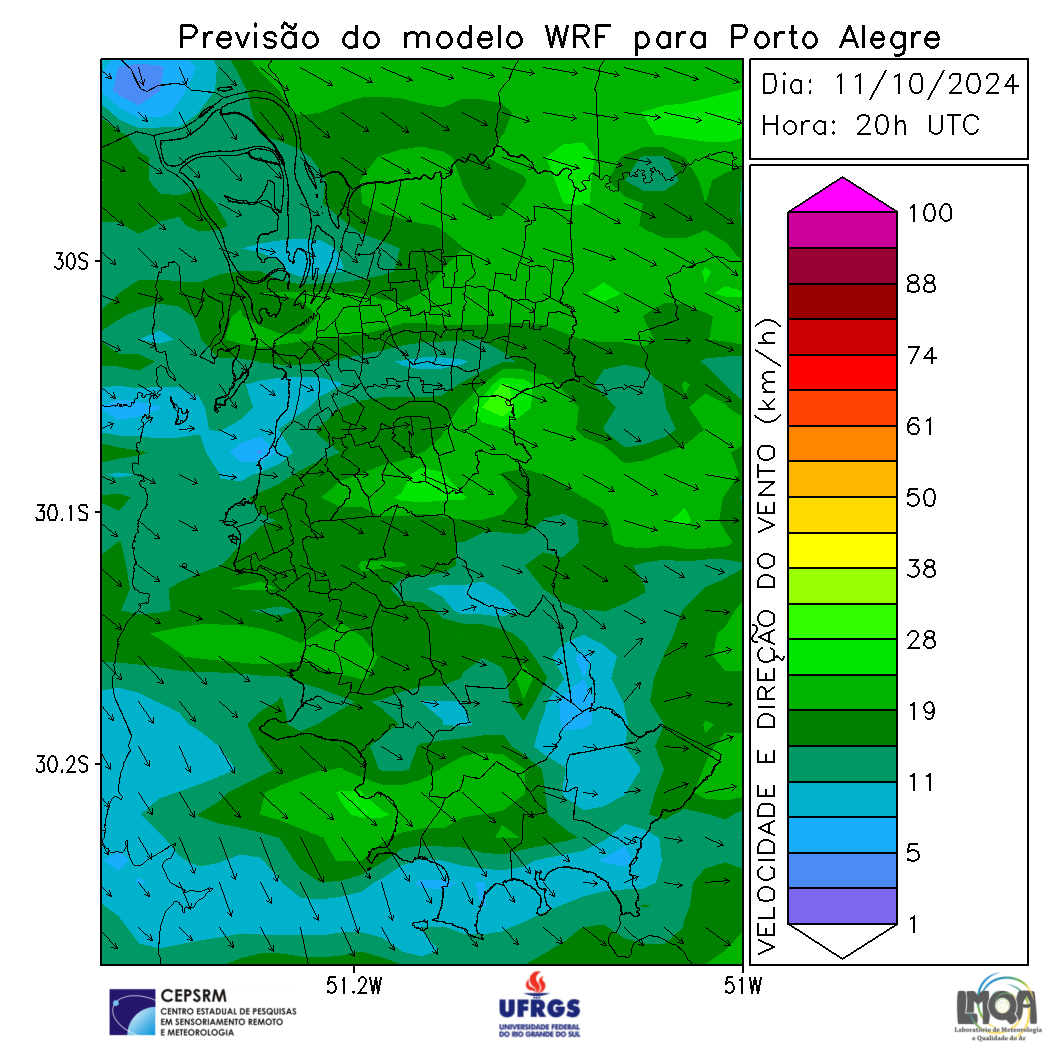 Previsão do modelo WRF para Porto Alegre
Dia: 11/10/2024
Hora: 20h UTC
30S
30.1S
30.2S
51.2W
51W
VELOCIDADE E DIREÇÃO DO VENTO (km/h)
100
88
74
61
50
38
28
19
11
5
1
CEPSRM
CENTRO ESTADUAL DE PESQUISAS
EM SENSORIAMENTO REMOTO
E METEOROLOGIA
UFRGS
UNIVERSIDADE FEDERAL
DO RIO GRANDE DO SUL
LMQA
Laboratório de Meteorologia
e Qualidade do Ar